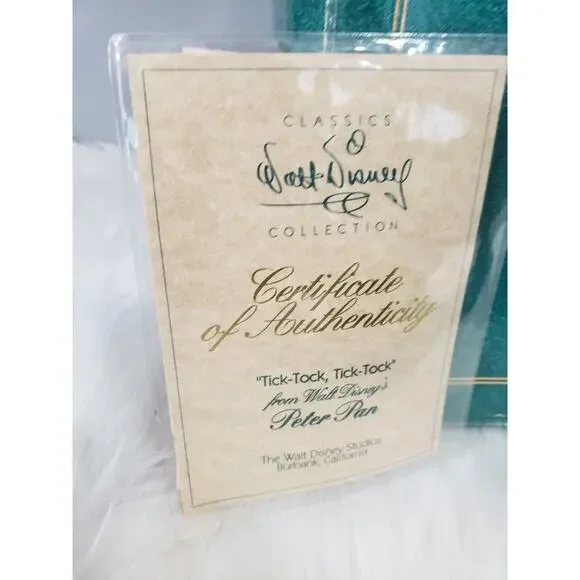 CLASSICS
Walt Disney
COLLECTION
Certificate
of Authenticity
"Tick-Tock, Tick-Tock"
from Walt Disney's
Peter Pan
The Walt Disney Studios
Burbank, California